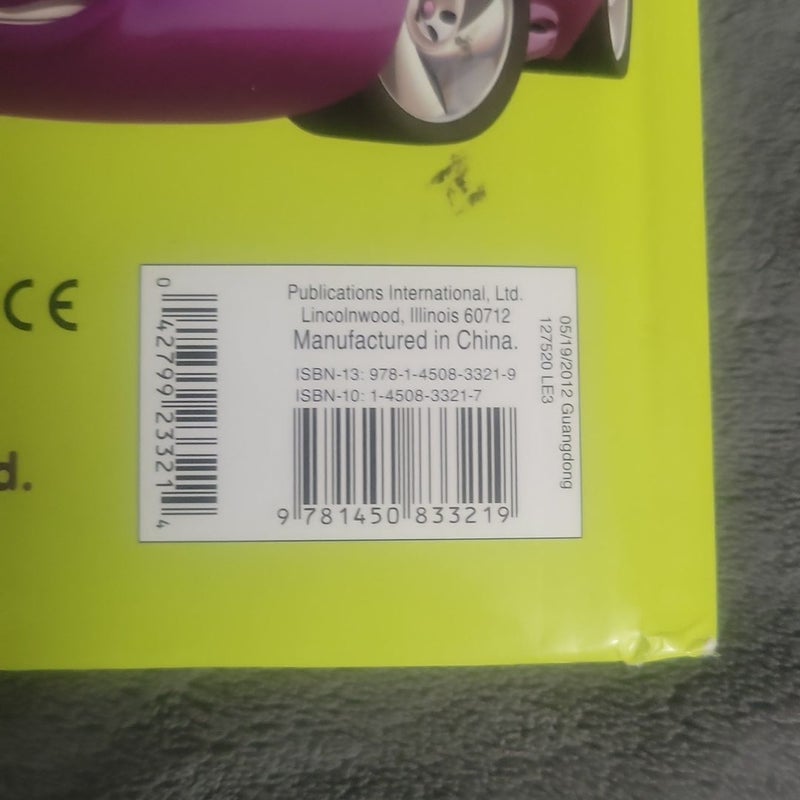 CE
d.
0 42799 23321 4
Publications International, Ltd.
Lincolnwood, Illinois 60712
Manufactured in China.
ISBN-13: 978-1-4508-3321-9
ISBN-10: 1-4508-3321-7
9 781450 833219
05/19/2012 Guangdong
127520 LE3